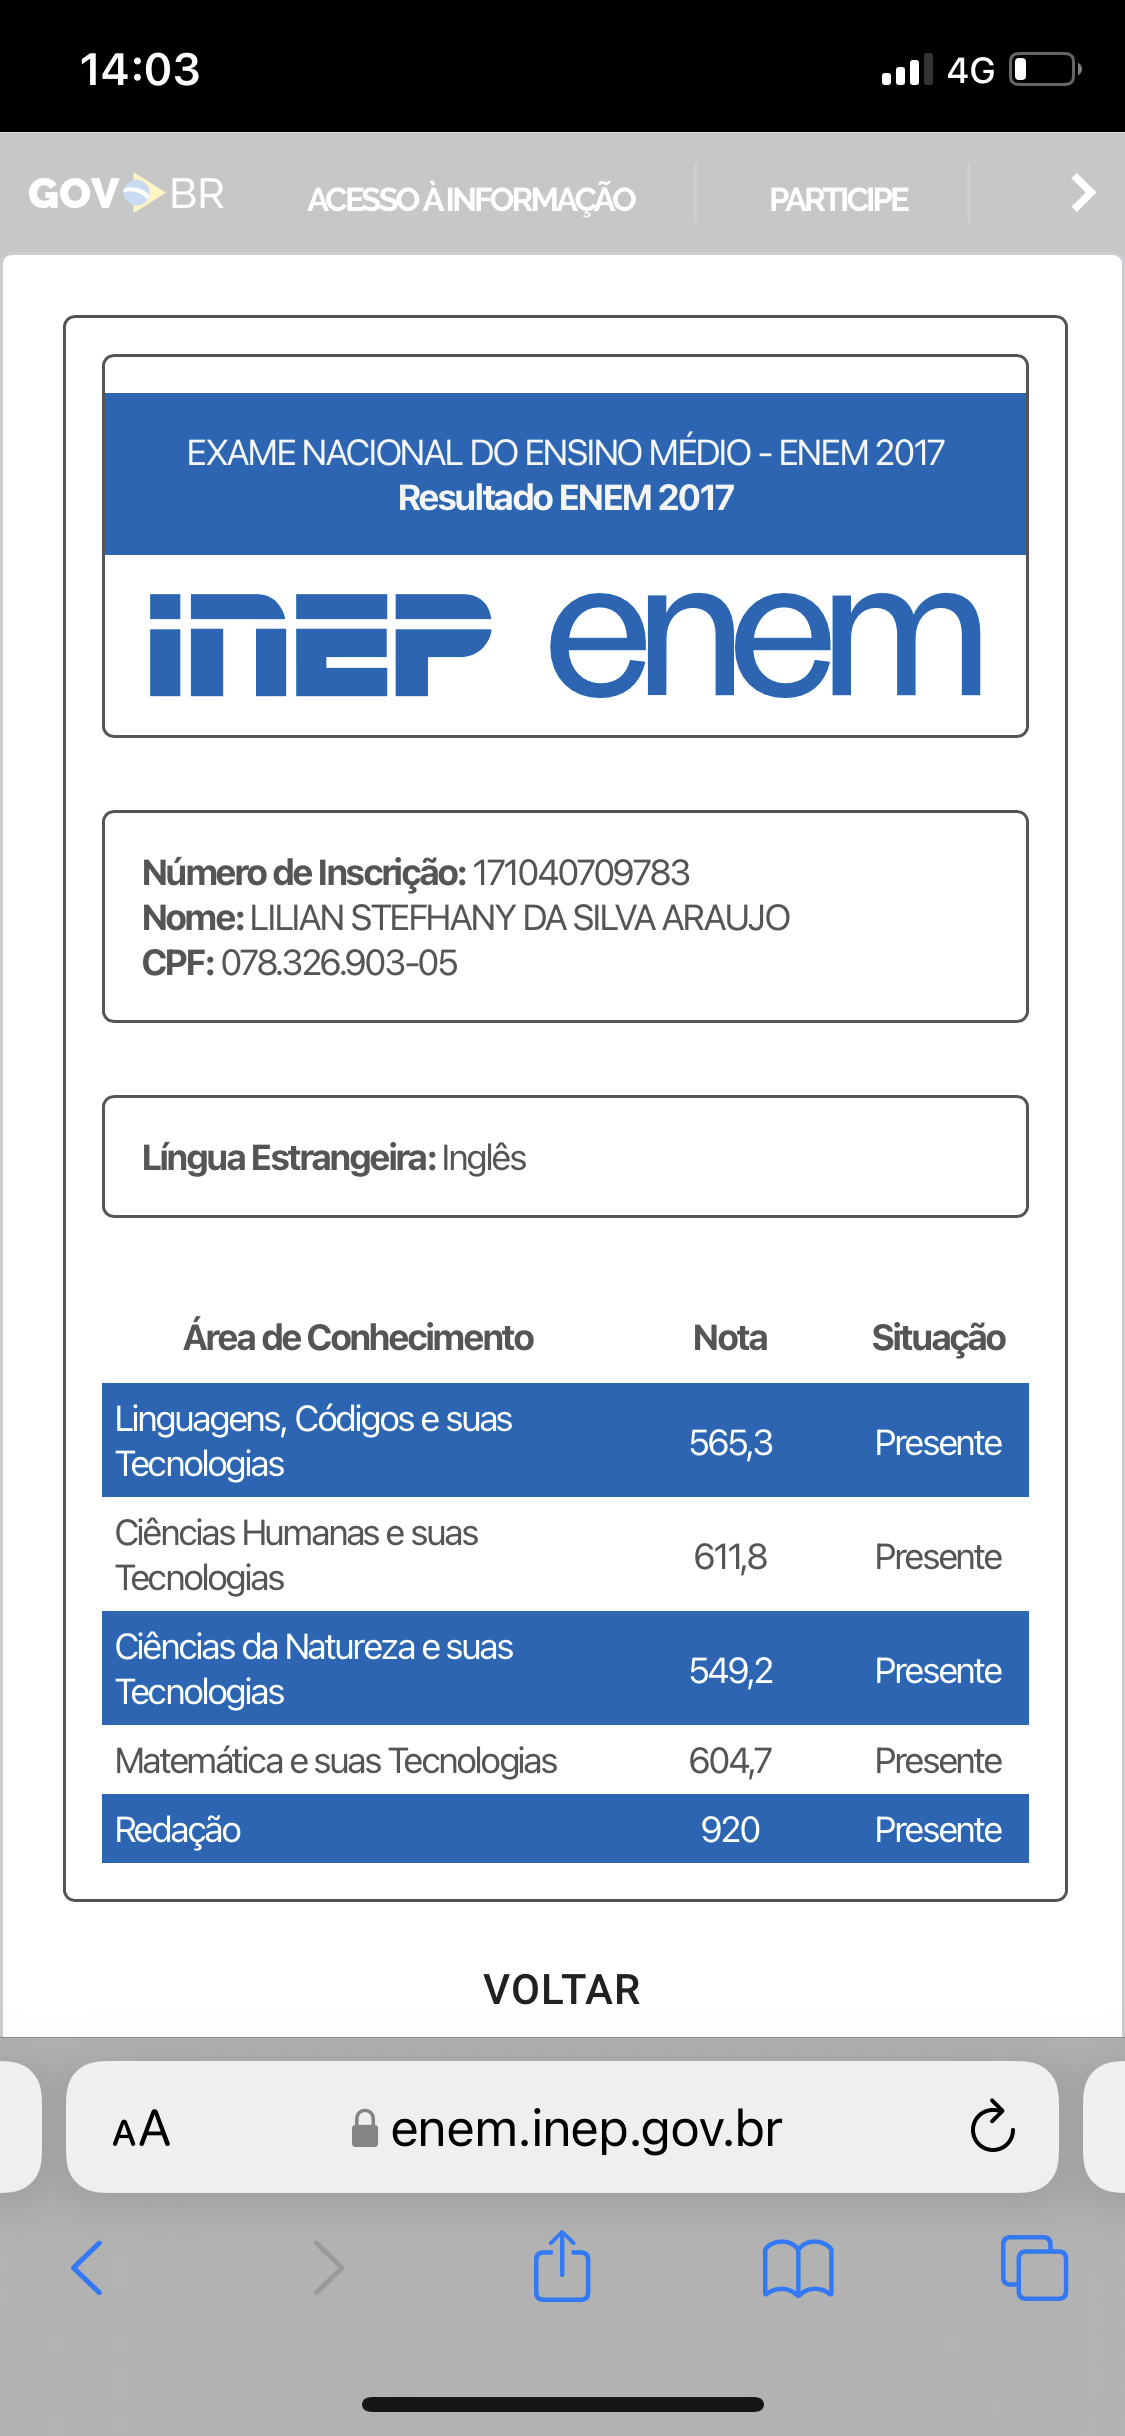 14:03
4G
GOV BR
ACESSO À INFORMAÇÃO
PARTICIPE
EXAME NACIONAL DO ENSINO MÉDIO - ENEM 2017
Resultado ENEM 2017
inep enem
Número de Inscrição: 171040709783
Nome: LILIAN STEFHANY DA SILVA ARAUJO
CPF: 078.326.903-05
Língua Estrangeira: Inglês
Área de Conhecimento Nota Situação
Linguagens, Códigos e suas
Tecnologias
565,3 Presente
Ciências Humanas e suas
Tecnologias
611,8 Presente
Ciências da Natureza e suas
Tecnologias
549,2 Presente
Matemática e suas Tecnologias 604,7 Presente
Redação 920 Presente
VOLTAR
AA
enem.inep.gov.br